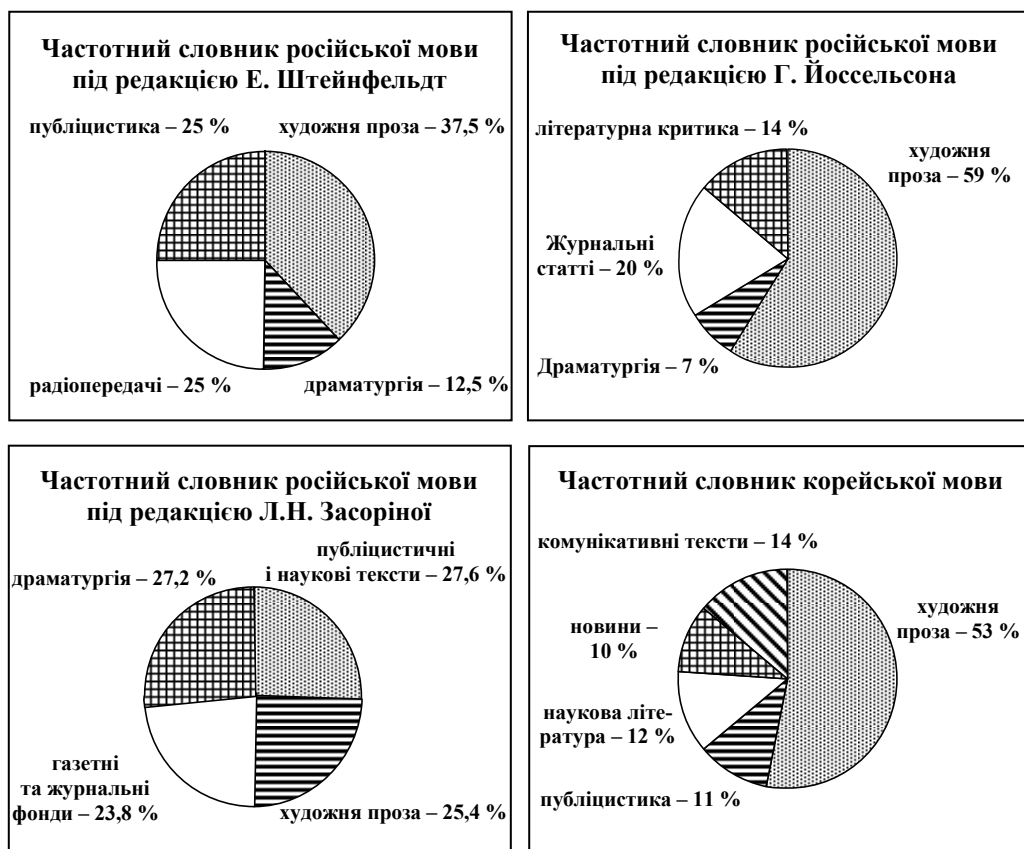 Частотний словник російської мови
під редакцією Е. Штейнфельдт
публіцистика – 25 %
художня проза – 37,5 %
радіопередачі – 25 %
драматургія – 12,5 %
Частотний словник російської мови
під редакцією Г. Йоссельсона
літературна критика – 14 %
художня
проза – 59 %
Журнальні
статті – 20 %
Драматургія – 7 %
Частотний словник російської мови
під редакцією Л.Н. Засоріної
публіцистичні
і наукові тексти – 27,6 %
драматургія – 27,2 %
газетні
та журнальні
фонди – 23,8 %
художня проза – 25,4 %
Частотний словник корейської мови
комунікативні тексти – 14 %
художня
проза – 53 %
новини –
10 %
наукова літе-
ратура – 12 %
публіцистика – 11 %